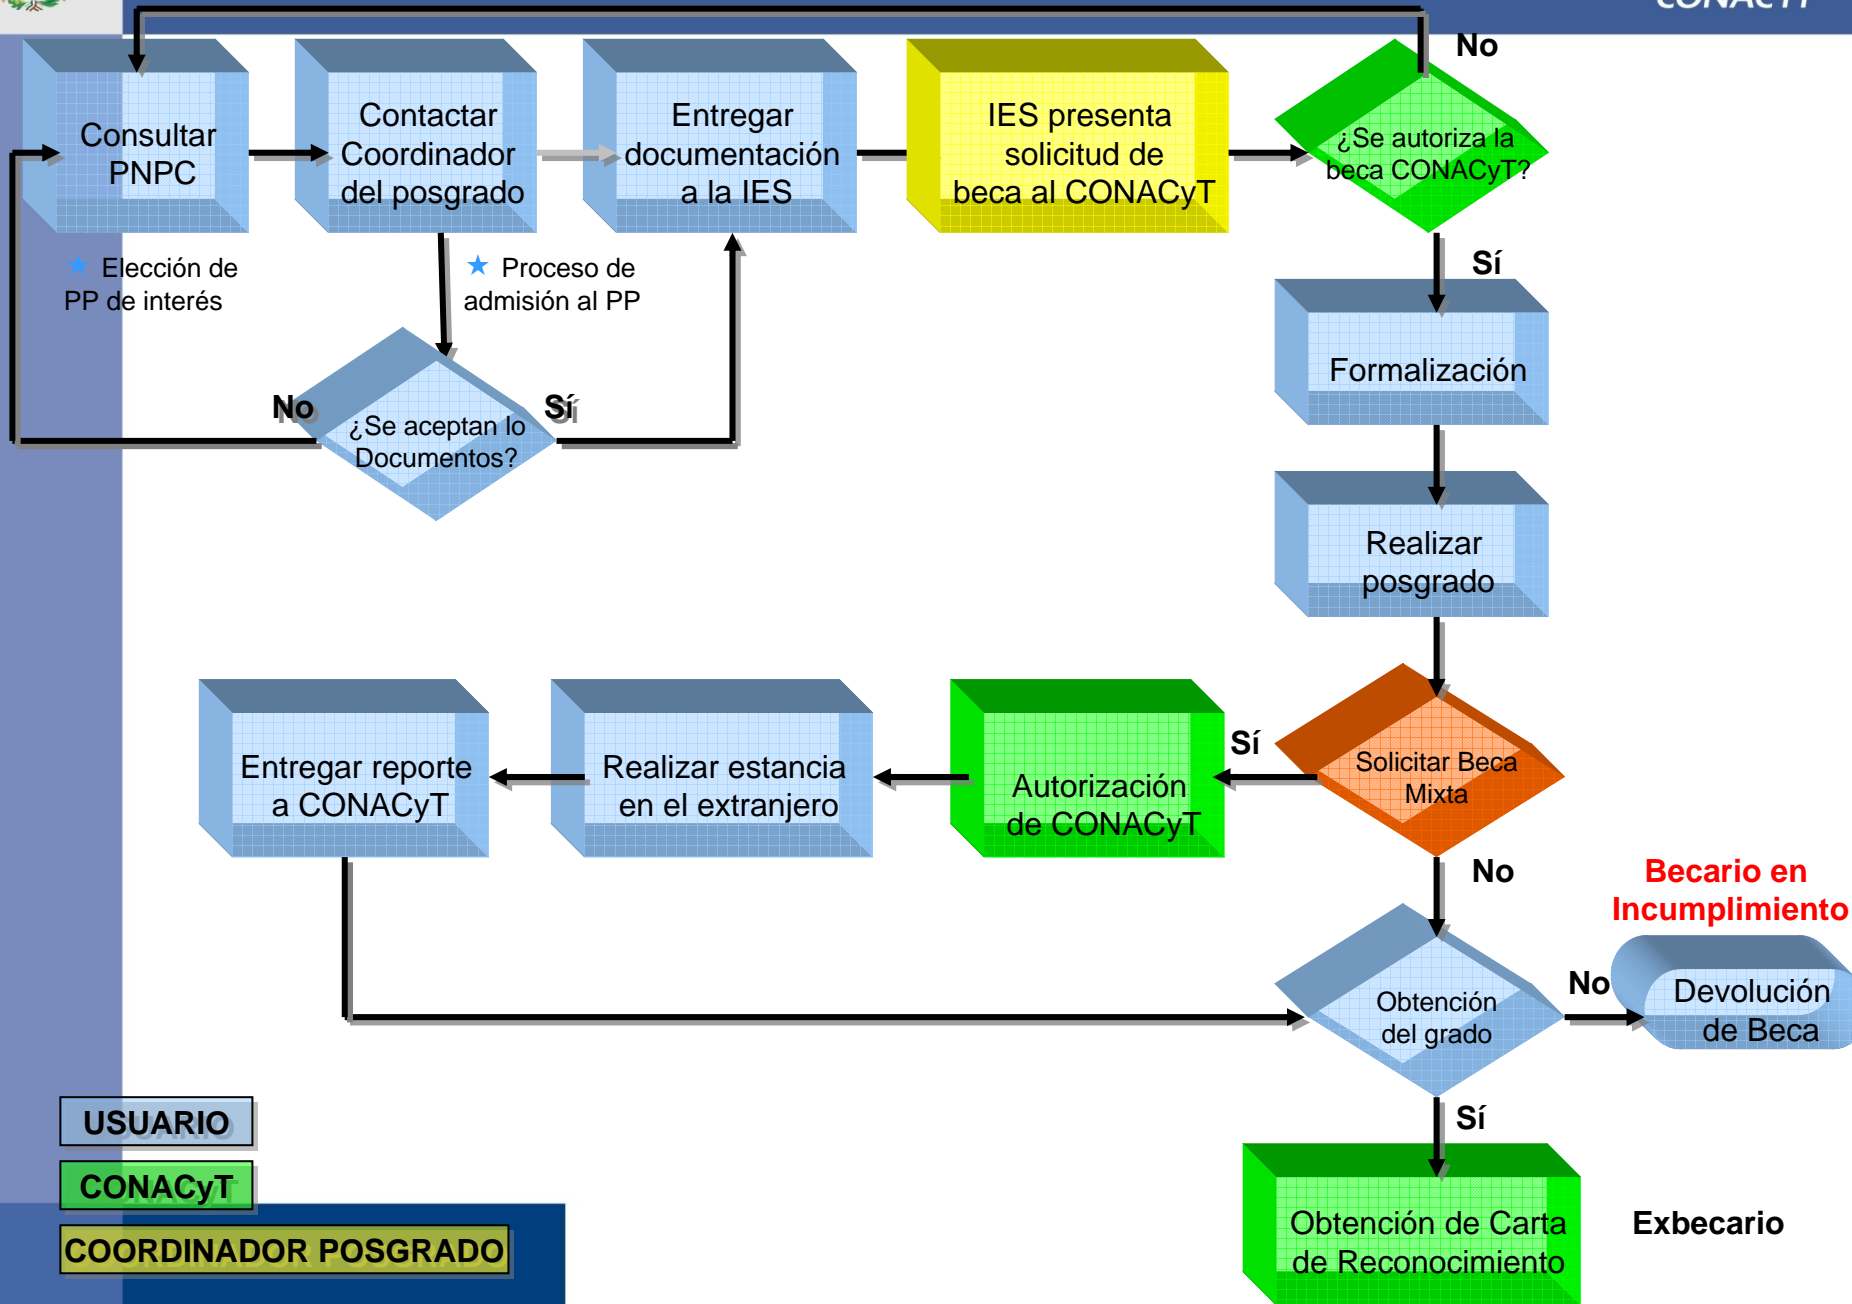 CONACYT
No
Consultar
PNPC
Contactar
Coordinador
del posgrado
Entregar
documentación
a la IES
IES presenta
solicitud de
beca al CONACyT
¿Se autoriza la
beca CONACyT?
Elección de
PP de interés
Proceso de
admisión al PP
Sí
Formalización
No
Sí
¿Se aceptan lo
Documentos?
Realizar
posgrado
Entregar reporte
a CONACyT
Realizar estancia
en el extranjero
Autorización
de CONACyT
Sí
Solicitar Beca
Mixta
No
Becario en
Incumplimiento
Obtención
del grado
No
Devolución
de Beca
Sí
USUARIO
CONACyT
COORDINADOR POSGRADO
Obtención de Carta
de Reconocimiento
Exbecario